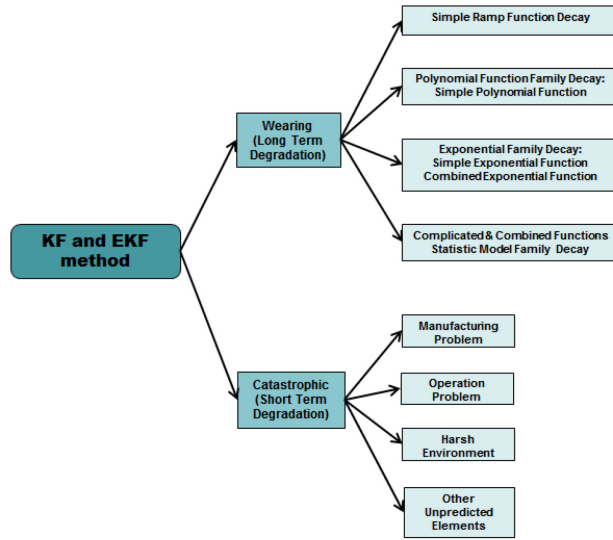 Simple Ramp Function Decay
Polynomial Function Family Decay:
Simple Polynomial Function
Wearing
(Long Term
Degradation)
Exponential Family Decay:
Simple Exponential Function
Combined Exponential Function
Complicated & Combined Functions
Statistic Model Family Decay
KF and EKF
method
Manufacturing
Problem
Catastrophic
(Short Term
Degradation)
Operation
Problem
Harsh
Environment
Other
Unpredicted
Elements